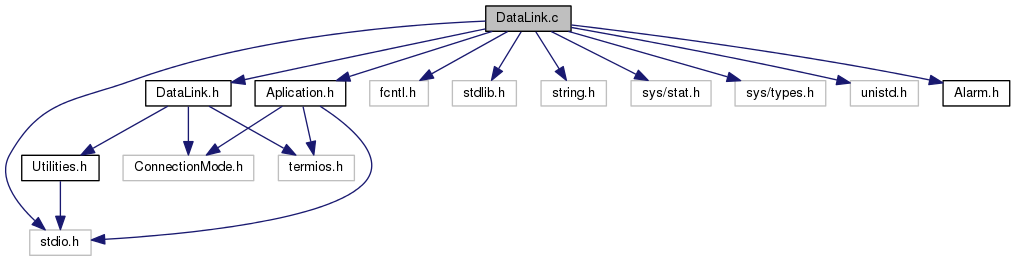 DataLink.c
DataLink.h
Aplication.h
fcntl.h
stdlib.h
string.h
sys/stat.h
sys/types.h
unistd.h
Alarm.h
Utilities.h
ConnectionMode.h
termios.h
stdio.h